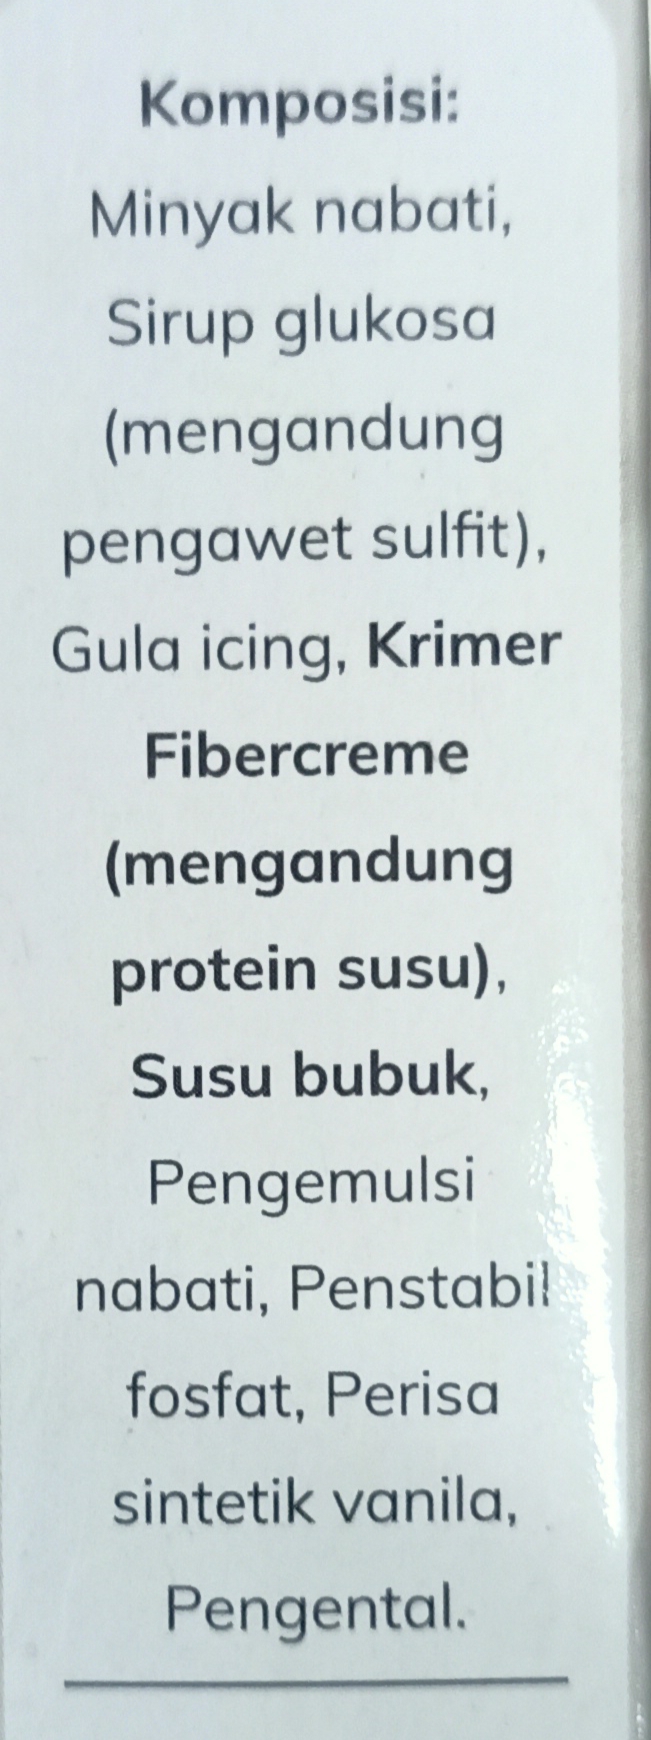 Komposisi:
Minyak nabati,
Sirup glukosa
(mengandung
pengawet sulfit),
Gula icing, Krimer
Fibercreme
(mengandung
protein susu),
Susu bubuk,
Pengemulsi
nabati, Penstabil
fosfat, Perisa
sintetik vanila,
Pengental.